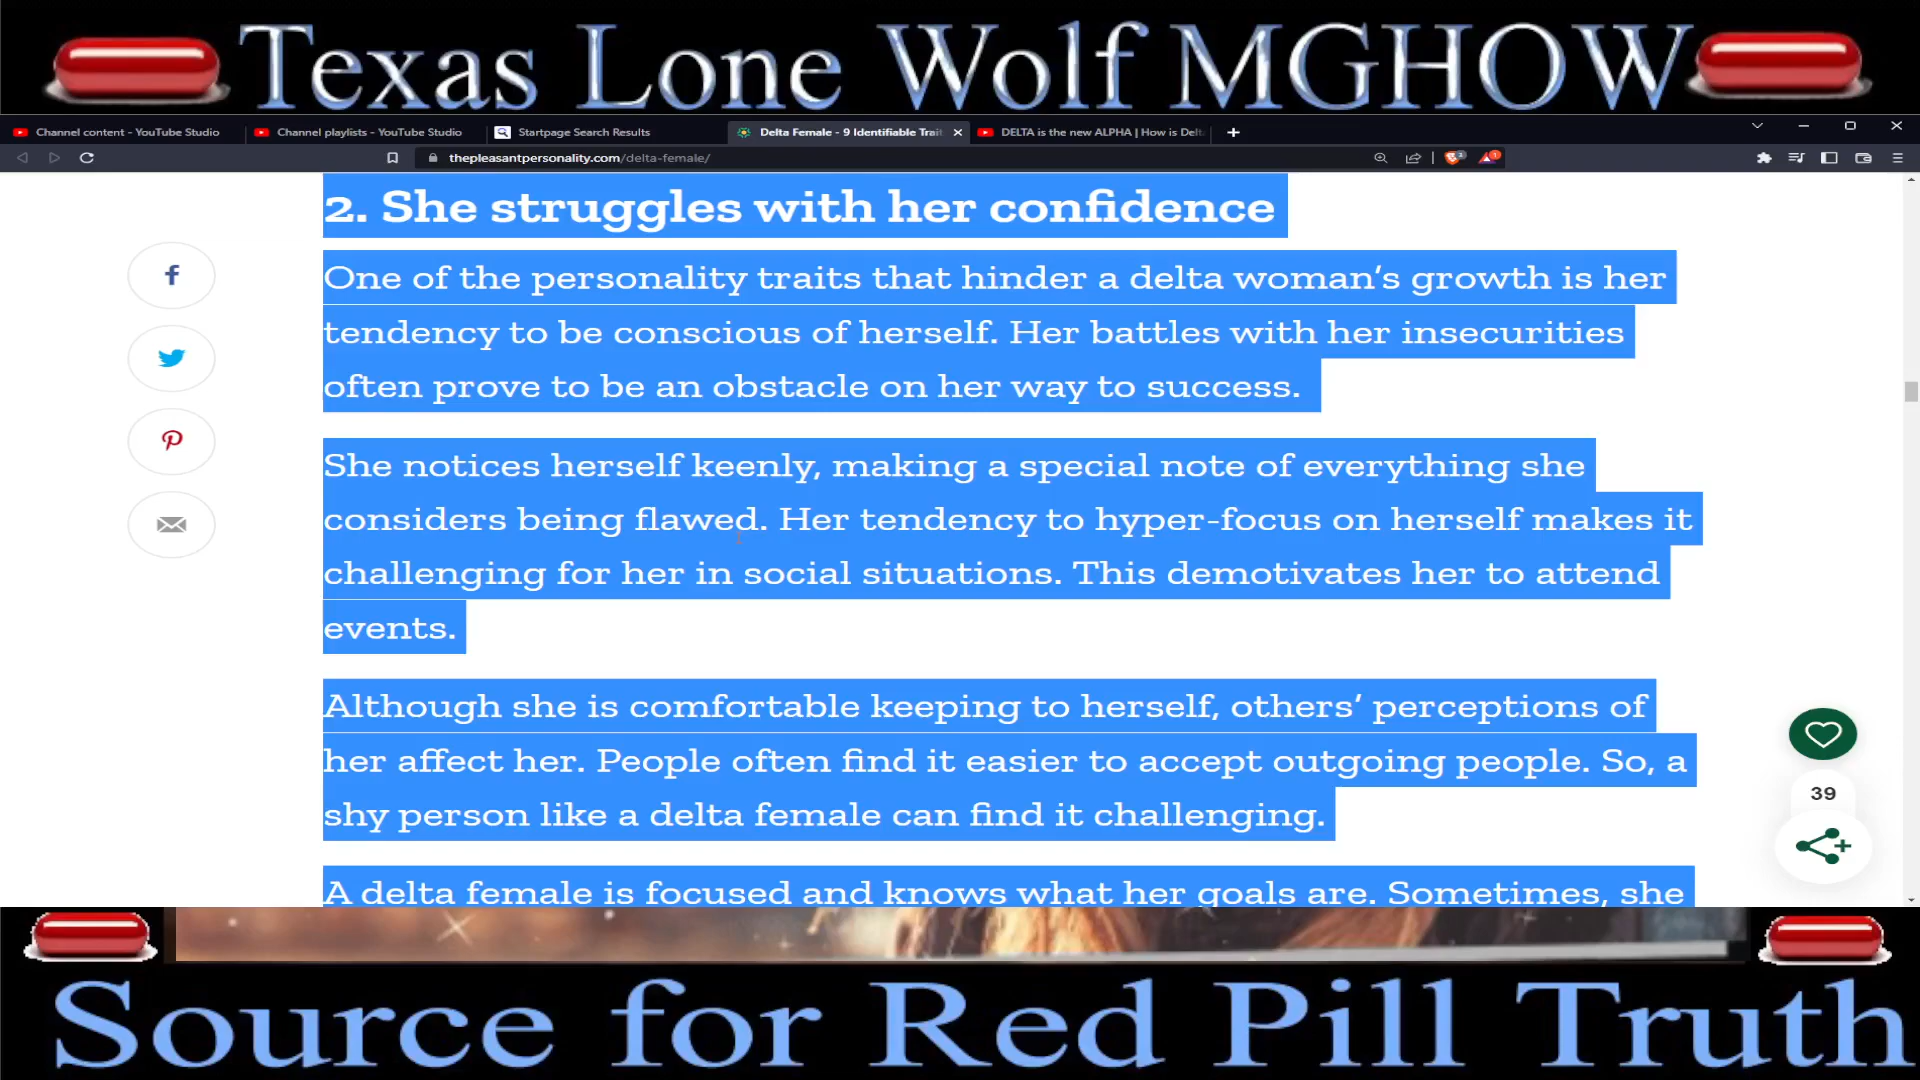 Texas Lone Wolf MGHOW
Channel content - YouTube Studio
Channel playlists - YouTube Studio
Startpage Search Results
Delta Female - 9 Identifiable Trait
DELTA is the new ALPHA | How is Delt
thepleasantpersonality.com/delta-female/
2. She struggles with her confidence
One of the personality traits that hinder a delta woman's growth is her
tendency to be conscious of herself. Her battles with her insecurities
often prove to be an obstacle on her way to success.
She notices herself keenly, making a special note of everything she
considers being flawed. Her tendency to hyper-focus on herself makes it
challenging for her in social situations. This demotivates her to attend
events.
Although she is comfortable keeping to herself, others' perceptions of
her affect her. People often find it easier to accept outgoing people. So, a
shy person like a delta female can find it challenging.
A delta female is focused and knows what her goals are. Sometimes, she
39
Source for Red Pill Truth